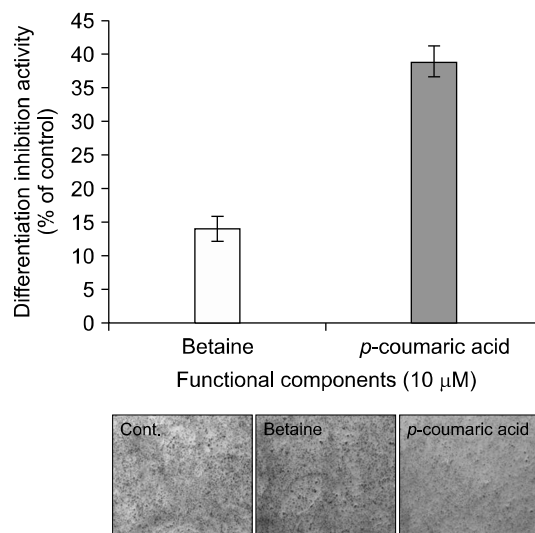 Differentiation inhibition activity
(% of control)
45
40
35
30
25
20
15
10
5
0
Betaine
p-coumaric acid
Functional components (10 μM)
Cont.
Betaine
p-coumaric acid